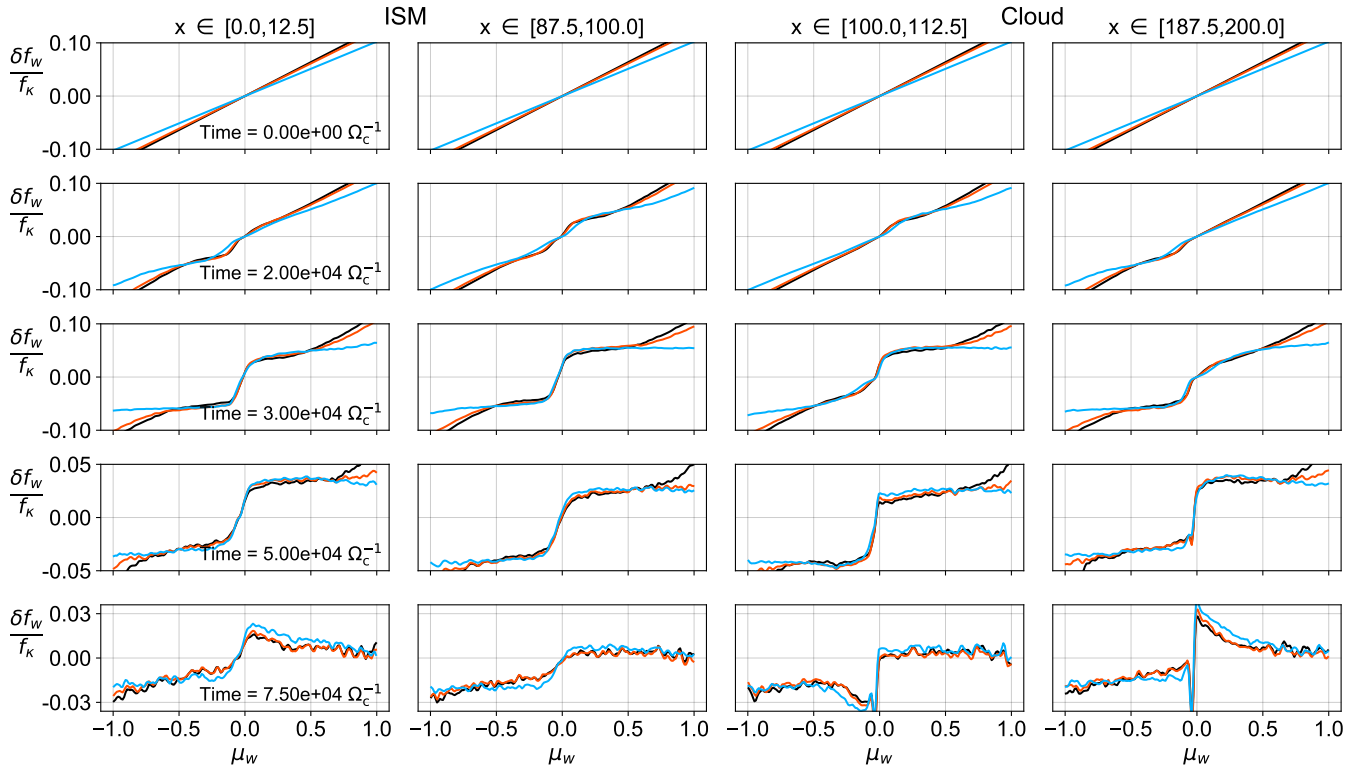 ISM Cloud
x ∈ [0.0,12.5] x ∈ [87.5,100.0] x ∈ [100.0,112.5] x ∈ [187.5,200.0]
0.10
δf_w/f_κ
0.00
Time = 0.00e+00 Ω_c^−1
-0.10
0.10
δf_w/f_κ
0.00
Time = 2.00e+04 Ω_c^−1
-0.10
0.10
δf_w/f_κ
0.00
Time = 3.00e+04 Ω_c^−1
-0.10
0.05
δf_w/f_κ
0.00
Time = 5.00e+04 Ω_c^−1
-0.05
0.03
δf_w/f_κ
0.00
Time = 7.50e+04 Ω_c^−1
-0.03
−1.0 −0.5 0.0 0.5 1.0 −1.0 −0.5 0.0 0.5 1.0 −1.0 −0.5 0.0 0.5 1.0 −1.0 −0.5 0.0 0.5 1.0
μ_w μ_w μ_w μ_w